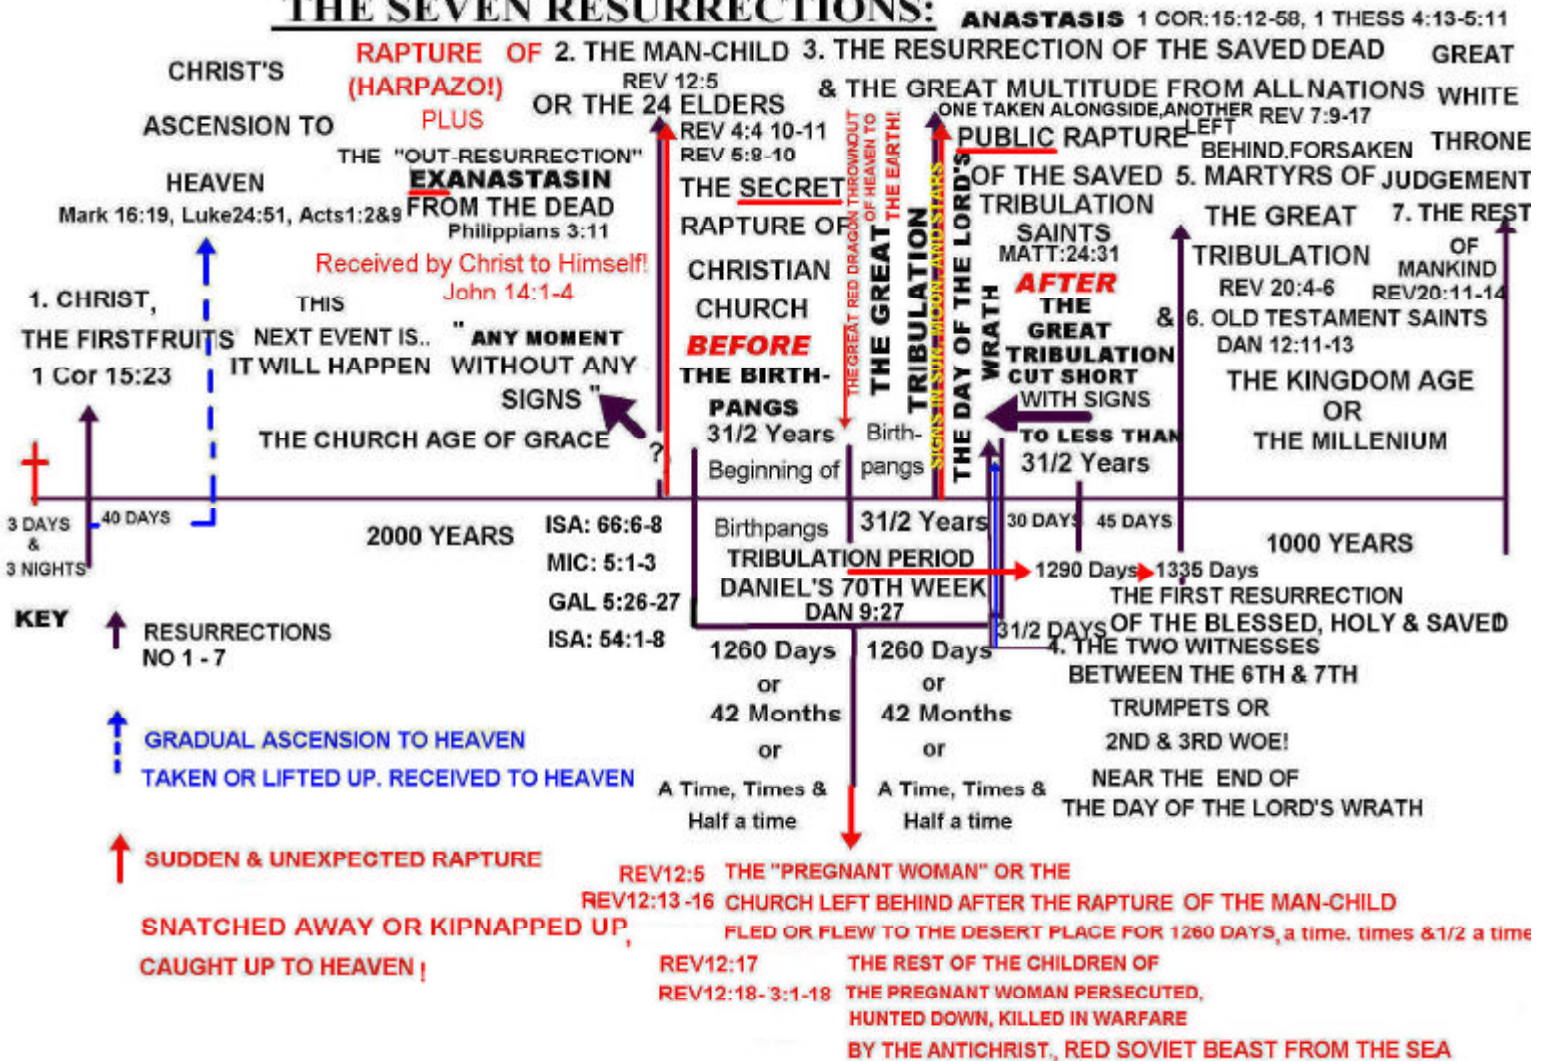 THE SEVEN RESURRECTIONS:
ANASTASIS 1 COR:15:12-58, 1 THESS 4:13-5:11
CHRIST'S
ASCENSION TO
HEAVEN
Mark 16:19, Luke24:51, Acts1:2&9
1. CHRIST,
THE FIRSTFRUITS
1 Cor 15:23
RAPTURE OF
(HARPAZO!)
PLUS
THE "OUT-RESURRECTION"
EXANASTASIN
FROM THE DEAD
Philippians 3:11
Received by Christ to Himself!
John 14:1-4
THIS
NEXT EVENT IS..
IT WILL HAPPEN
" ANY MOMENT
WITHOUT ANY
SIGNS "
THE CHURCH AGE OF GRACE
?
2. THE MAN-CHILD
REV 12:5
OR THE 24 ELDERS
REV 4:4 10-11
REV 5:8-10
THE SECRET
RAPTURE OF
CHRISTIAN
CHURCH
BEFORE
THE BIRTH-
PANGS
31/2 Years
Beginning of
Birthpangs
THE GREAT RED DRAGON THROWN OUT
OF HEAVEN TO
THE EARTH!
THE GREAT
TRIBULATION
SIGNS IN SUN, MOON, AND STARS
THE DAY OF THE LORD'S
WRATH
Birth-
pangs
31/2 Years
3. THE RESURRECTION OF THE SAVED DEAD
& THE GREAT MULTITUDE FROM ALL NATIONS
ONE TAKEN ALONGSIDE,ANOTHER
LEFT
BEHIND,FORSAKEN
REV 7:9-17
PUBLIC RAPTURE
OF THE SAVED
TRIBULATION
SAINTS
MATT:24:31
AFTER
THE
GREAT
TRIBULATION
CUT SHORT
WITH SIGNS
TO LESS THAN
31/2 Years
5. MARTYRS OF
THE GREAT
TRIBULATION
REV 20:4-6
& 6. OLD TESTAMENT SAINTS
DAN 12:11-13
THE KINGDOM AGE
OR
THE MILLENIUM
GREAT
WHITE
THRONE
JUDGEMENT
7. THE REST
OF
MANKIND
REV20:11-14
3 DAYS
&
3 NIGHTS
40 DAYS
2000 YEARS
ISA: 66:6-8
MIC: 5:1-3
GAL 5:26-27
ISA: 54:1-8
TRIBULATION PERIOD
DANIEL'S 70TH WEEK
DAN 9:27
30 DAYS
45 DAYS
1000 YEARS
1290 Days
1335 Days
THE FIRST RESURRECTION
OF THE BLESSED, HOLY & SAVED
31/2 DAYS
4. THE TWO WITNESSES
BETWEEN THE 6TH & 7TH
TRUMPETS OR
2ND & 3RD WOE!
NEAR THE END OF
THE DAY OF THE LORD'S WRATH
1260 Days
or
42 Months
or
A Time, Times &
Half a time
1260 Days
or
42 Months
or
A Time, Times &
Half a time
KEY
RESURRECTIONS
NO 1 - 7
GRADUAL ASCENSION TO HEAVEN
TAKEN OR LIFTED UP. RECEIVED TO HEAVEN
SUDDEN & UNEXPECTED RAPTURE
SNATCHED AWAY OR KIPNAPPED UP,
CAUGHT UP TO HEAVEN !
REV12:5 THE "PREGNANT WOMAN" OR THE
REV12:13-16 CHURCH LEFT BEHIND AFTER THE RAPTURE OF THE MAN-CHILD
FLED OR FLEW TO THE DESERT PLACE FOR 1260 DAYS, a time. times &1/2 a time
REV12:17 THE REST OF THE CHILDREN OF
REV12:18- 3:1-18 THE PREGNANT WOMAN PERSECUTED,
HUNTED DOWN, KILLED IN WARFARE
BY THE ANTICHRIST., RED SOVIET BEAST FROM THE SEA